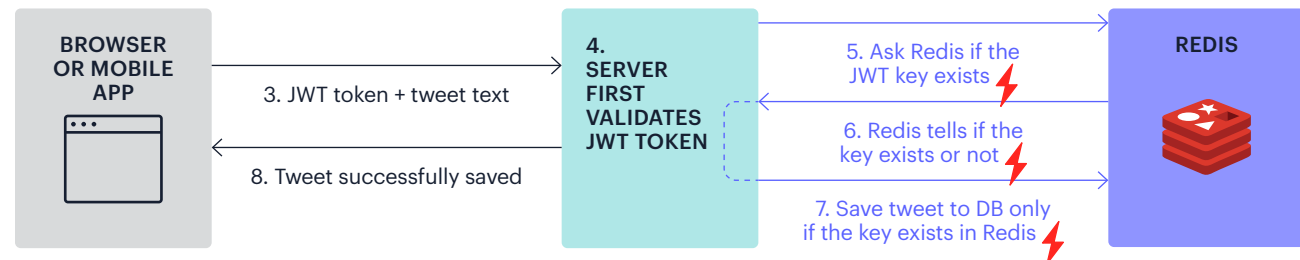 BROWSER
OR MOBILE
APP
3. JWT token + tweet text
8. Tweet successfully saved
4.
SERVER
FIRST
VALIDATES
JWT TOKEN
5. Ask Redis if the
JWT key exists
6. Redis tells if the
key exists or not
7. Save tweet to DB only
if the key exists in Redis
REDIS